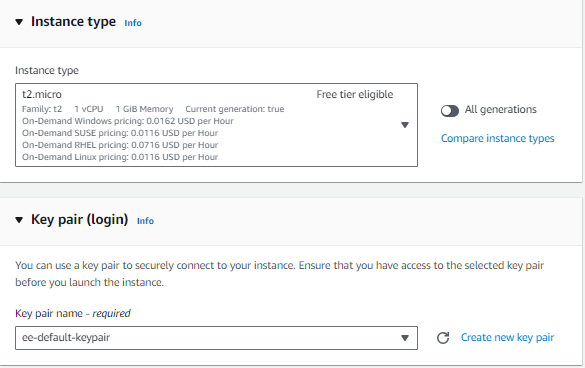 Instance type Info
Instance type
t2.micro Free tier eligible
Family: t2 1 vCPU 1 GiB Memory Current generation: true
On-Demand Windows pricing: 0.0162 USD per Hour
On-Demand SUSE pricing: 0.0116 USD per Hour
On-Demand RHEL pricing: 0.0716 USD per Hour
On-Demand Linux pricing: 0.0116 USD per Hour
All generations
Compare instance types
Key pair (login) Info
You can use a key pair to securely connect to your instance. Ensure that you have access to the selected key pair
before you launch the instance.
Key pair name - required
ee-default-keypair
Create new key pair